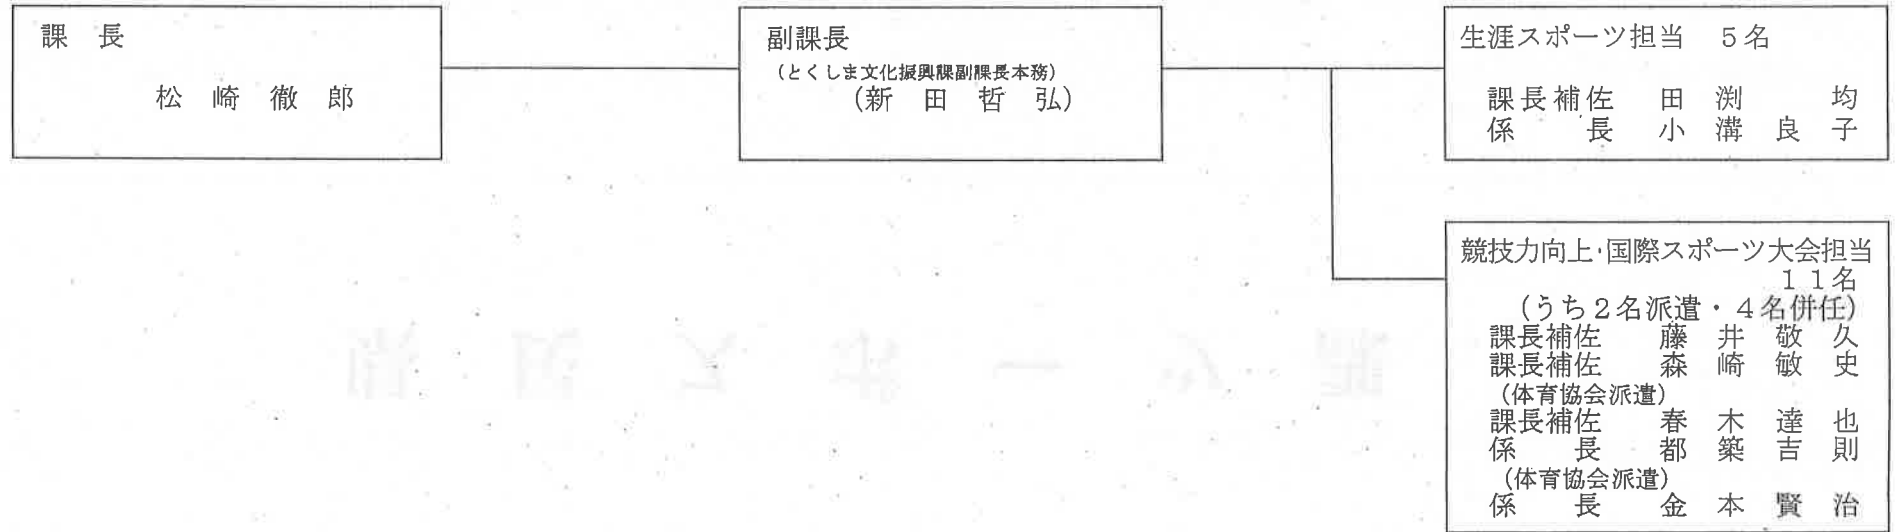 課 長
松 崎 徹 郎
副課長
(とくしま文化振興課副課長本務)
(新 田 哲 弘)
生涯スポーツ担当 5名
課長補佐 田 渕 均
係 長 小 溝 良 子
競技力向上・国際スポーツ大会担当
11名
(うち2名派遣・4名併任)
課長補佐 藤 井 敬 久
課長補佐 森 崎 敏 史
(体育協会派遣)
課長補佐 春 木 達 也
係 長 都 築 吉 則
(体育協会派遣)
係 長 金 本 賢 治